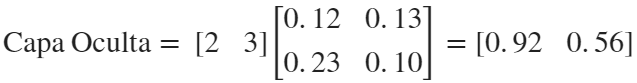 Capa Oculta = [2 3] [0.12 0.13 0.23 0.10] = [0.92 0.56]